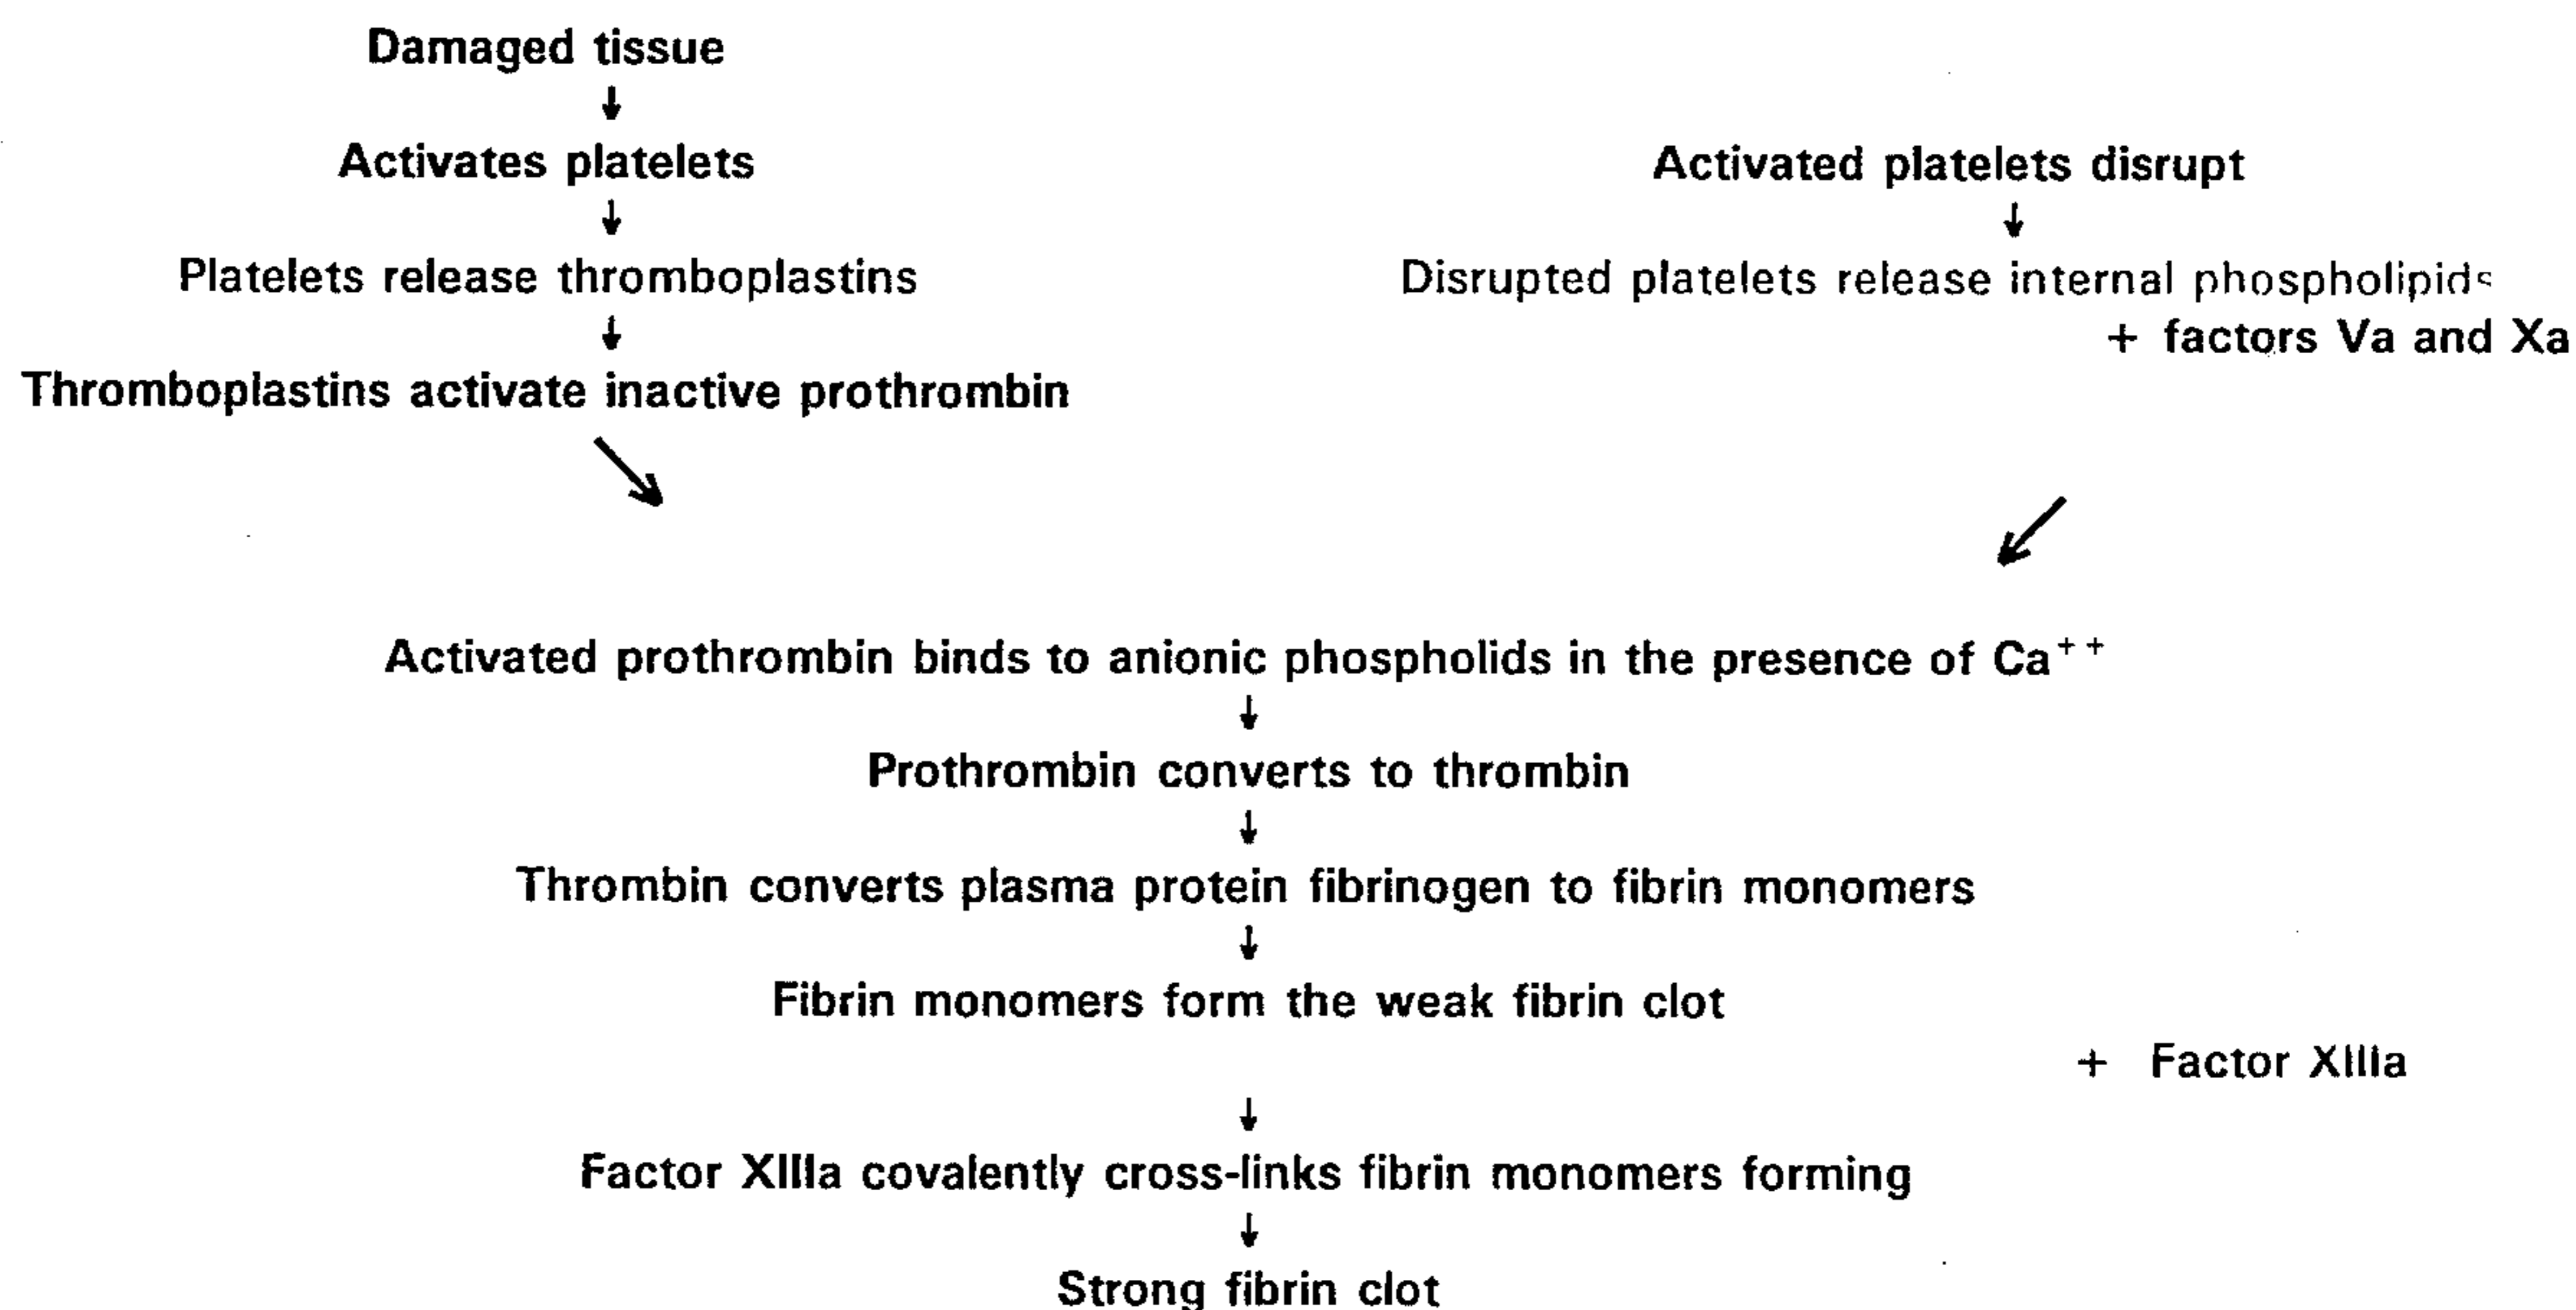 Damaged tissue
↓
Activates platelets
↓
Platelets release thromboplastins
↓
Thromboplastins activate inactive prothrombin
↘
Activated platelets disrupt
↓
Disrupted platelets release internal phospholipids
+ factors Va and Xa
↙
Activated prothrombin binds to anionic phospholids in the presence of Ca⁺⁺
↓
Prothrombin converts to thrombin
↓
Thrombin converts plasma protein fibrinogen to fibrin monomers
↓
Fibrin monomers form the weak fibrin clot
+ Factor XIIIa
↓
Factor XIIIa covalently cross-links fibrin monomers forming
↓
Strong fibrin clot